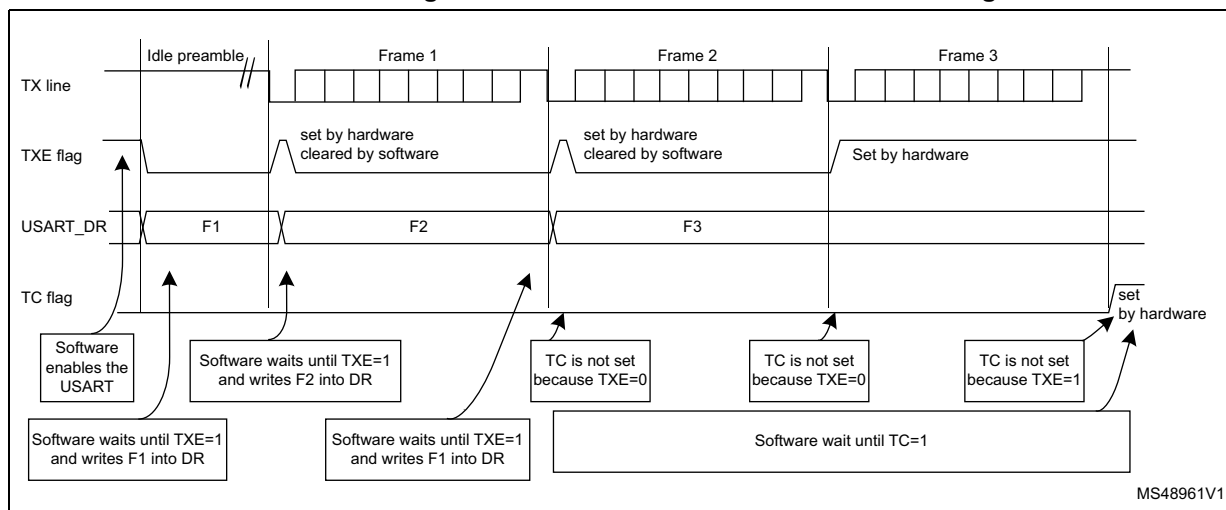 Idle preamble
Frame 1
Frame 2
Frame 3
TX line
TXE flag
set by hardware
cleared by software
set by hardware
cleared by software
Set by hardware
USART_DR
F1
F2
F3
TC flag
set
by hardware
Software
enables the
USART
Software waits until TXE=1
and writes F2 into DR
TC is not set
because TXE=0
TC is not set
because TXE=0
TC is not set
because TXE=1
Software waits until TXE=1
and writes F1 into DR
Software waits until TXE=1
and writes F1 into DR
Software wait until TC=1
MS48961V1